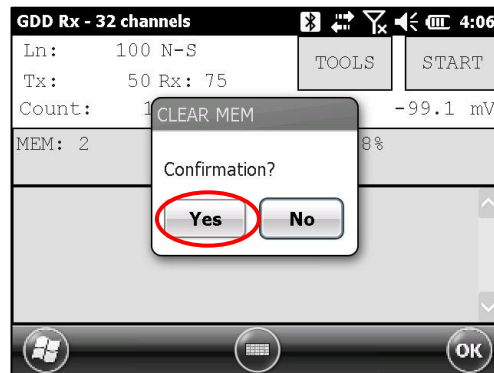 GDD Rx - 32 channels 4:06
Ln: 100 N-S TOOLS START
Tx: 50 Rx: 75
Count: 1 -99.1 mV
CLEAR MEM
MEM: 2 8%
Confirmation?
Yes No
OK